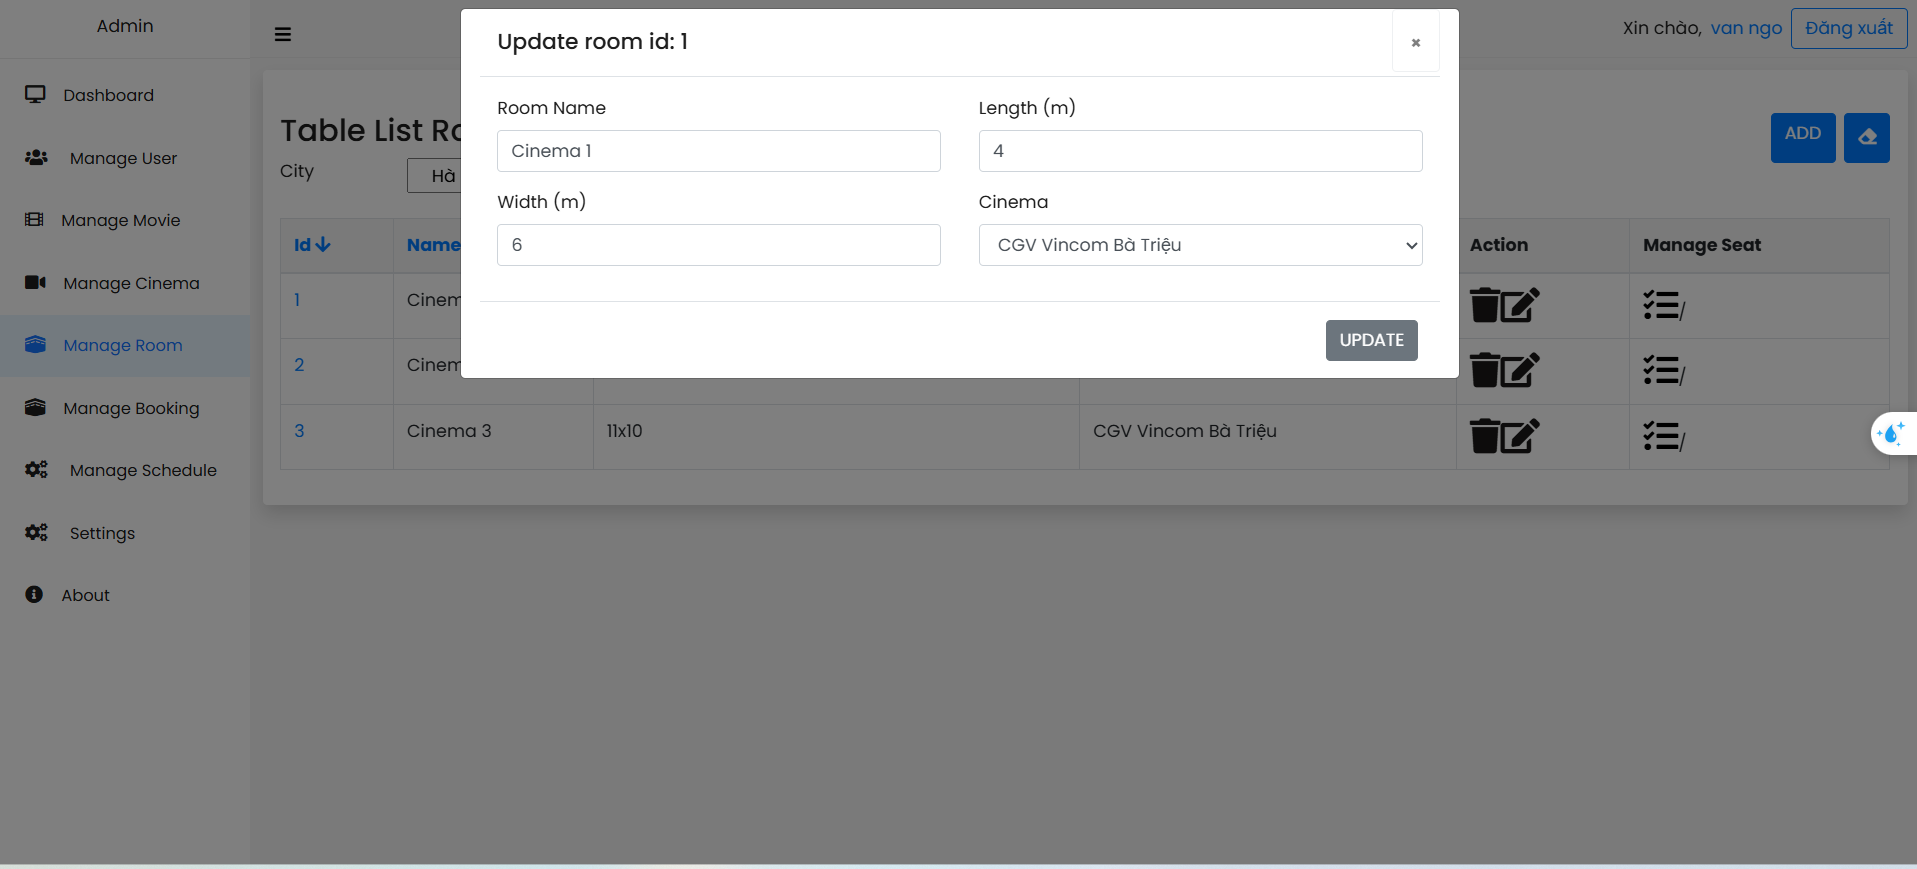 Admin
Dashboard
Manage User
Manage Movie
Manage Cinema
Manage Room
Manage Booking
Manage Schedule
Settings
About
Xin chào, van ngo Đăng xuất
Table List Ro
ADD
City Hà
Id Name Action Manage Seat
1 Cinem /
2 Cinem /
3 Cinema 3 11x10 CGV Vincom Bà Triệu /
Update room id: 1 ×
Room Name Length (m)
Cinema 1 4
Width (m) Cinema
6 CGV Vincom Bà Triệu
UPDATE